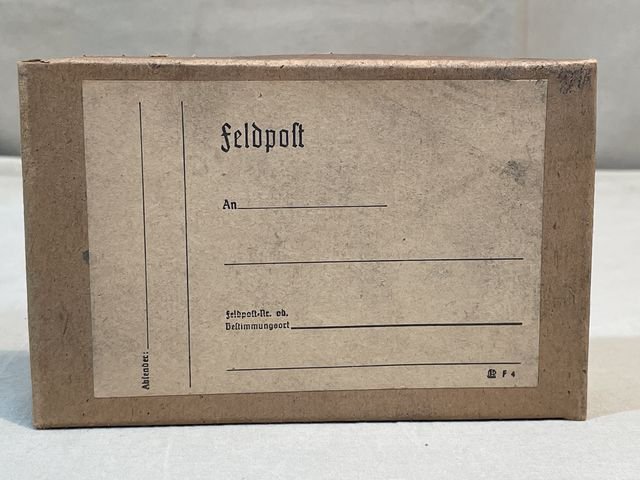 Feldpost
An
Feldpost-Nr. od.
Bestimmungsort
Absender:
F 4